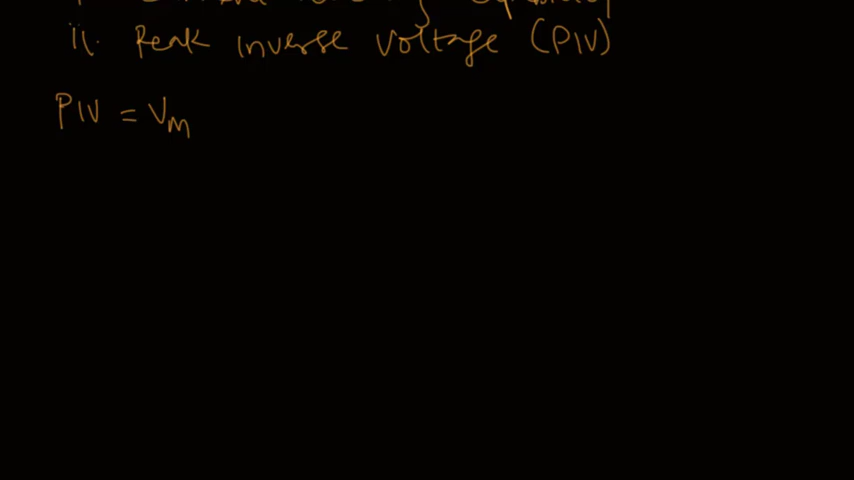 ii. Peak inverse voltage (PIV)
PIV = Vm